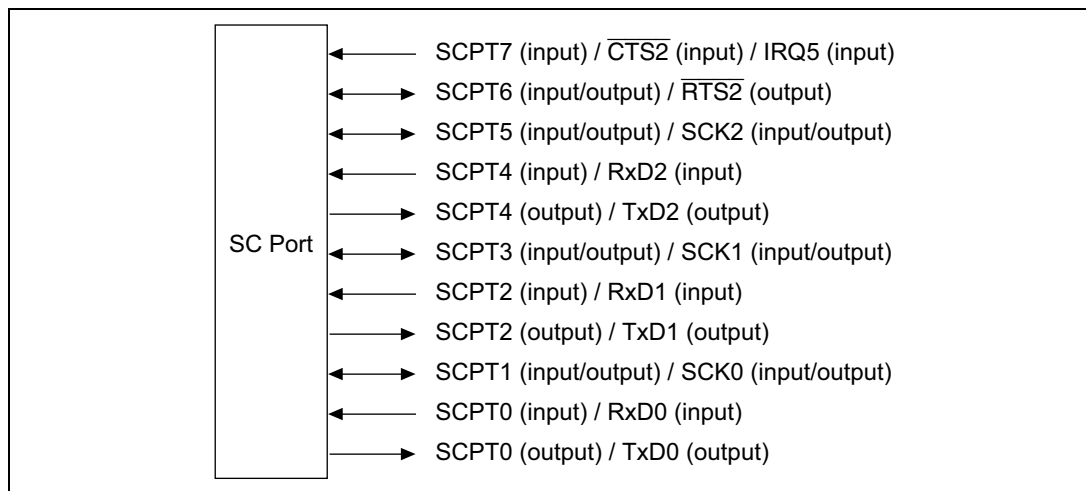 SC Port
SCPT7 (input) / C̅T̅S̅2̅ (input) / IRQ5 (input)
SCPT6 (input/output) / R̅T̅S̅2̅ (output)
SCPT5 (input/output) / SCK2 (input/output)
SCPT4 (input) / RxD2 (input)
SCPT4 (output) / TxD2 (output)
SCPT3 (input/output) / SCK1 (input/output)
SCPT2 (input) / RxD1 (input)
SCPT2 (output) / TxD1 (output)
SCPT1 (input/output) / SCK0 (input/output)
SCPT0 (input) / RxD0 (input)
SCPT0 (output) / TxD0 (output)